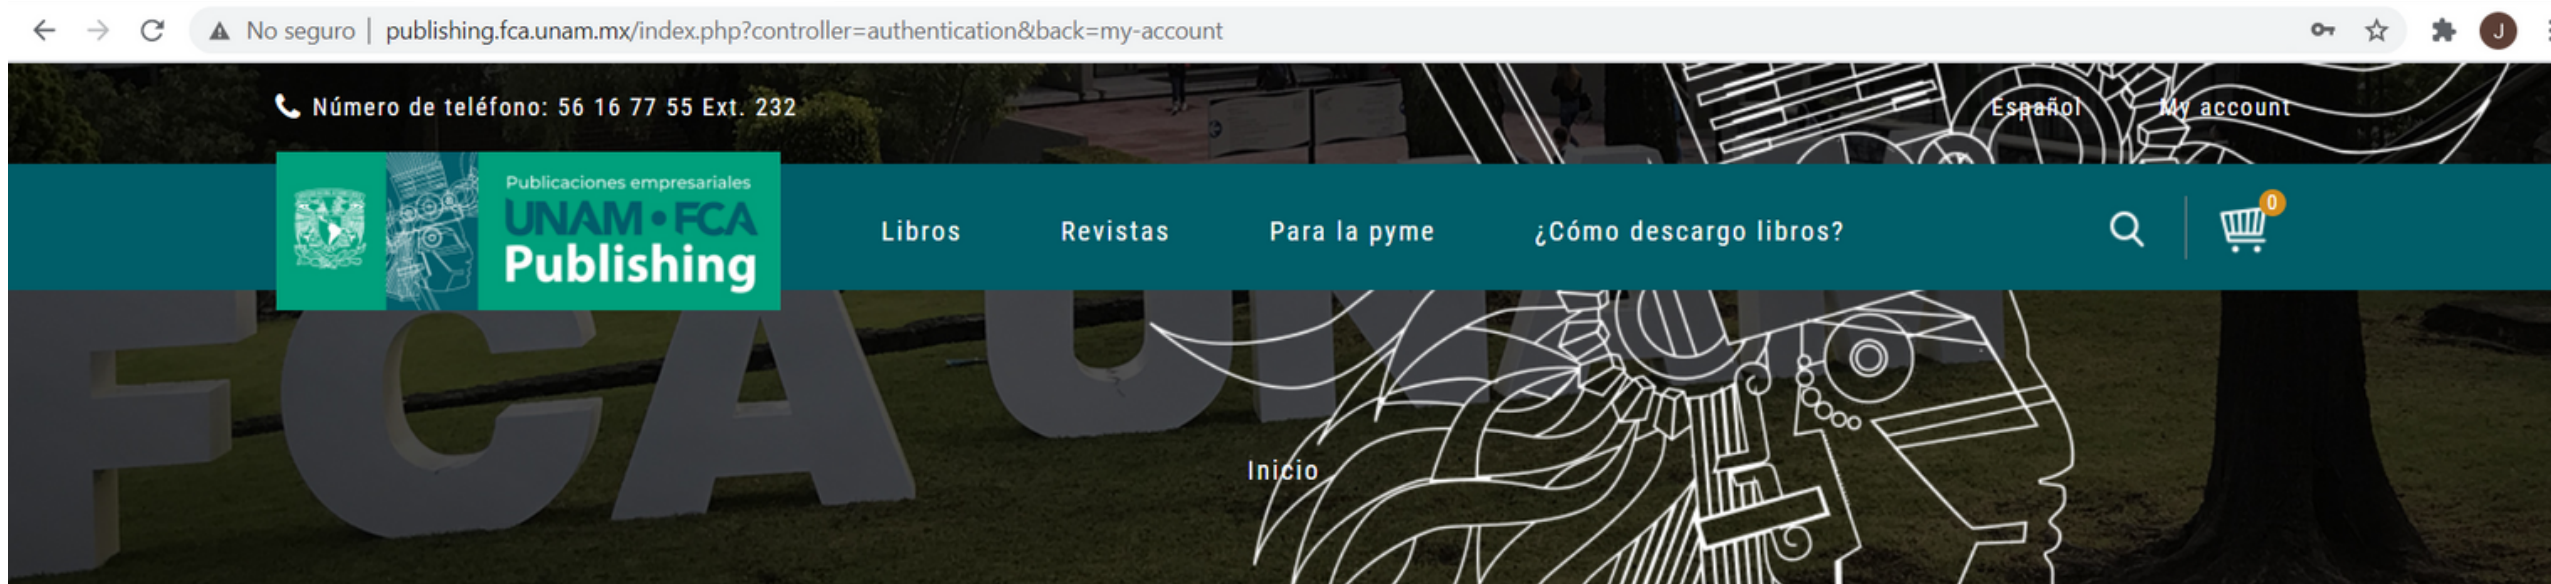 No seguro | publishing.fca.unam.mx/index.php?controller=authentication&back=my-account
J
Número de teléfono: 56 16 77 55 Ext. 232
Español
My account
Publicaciones empresariales
UNAM•FCA
Publishing
Libros
Revistas
Para la pyme
¿Cómo descargo libros?
0
FCA UNAM
Inicio